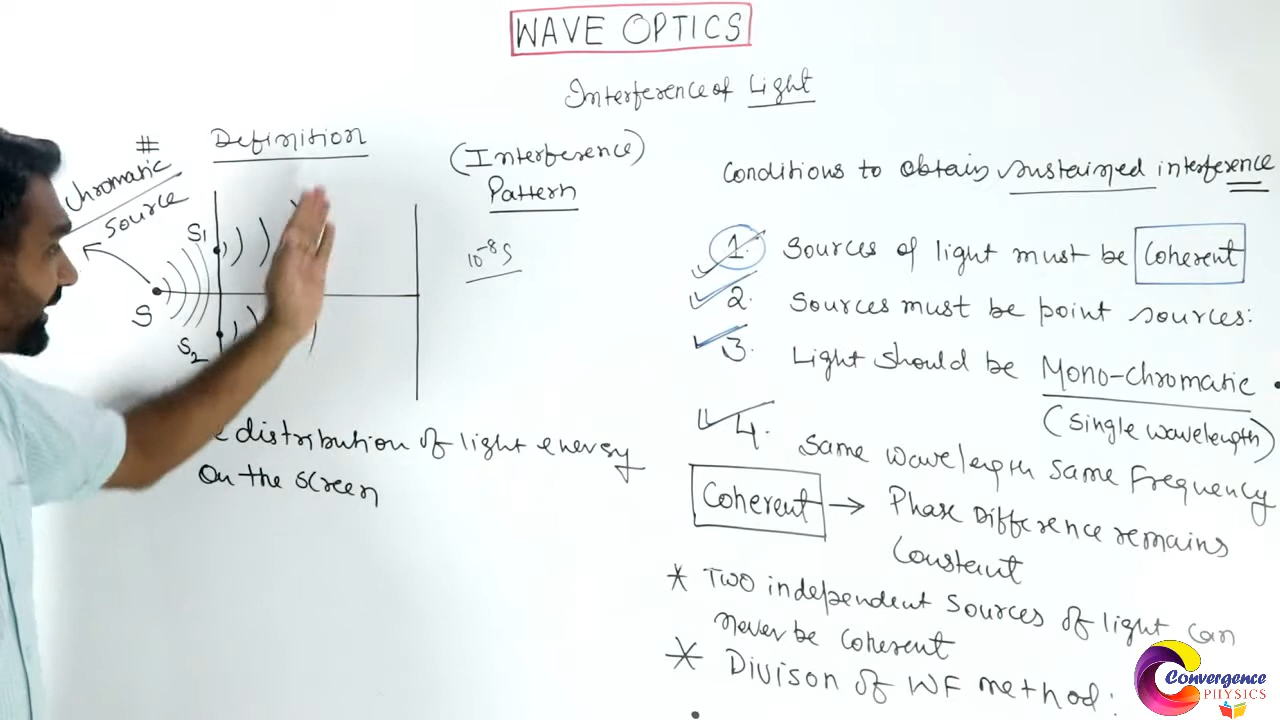 WAVE OPTICS
Interference of Light
# Definition
chromatic
source
S1
S
S2
(Interference)
Pattern
10⁻⁸S
distribution of light energy
on the screen
Conditions to obtain sustained interference
1. Sources of light must be Coherent
2. Sources must be point sources:
3. Light should be Mono-chromatic
(single wavelength)
4. Same wavelength same Frequency
Coherent → Phase Difference remains
Constant
* Two independent sources of light can
never be Coherent
* Divison of WF method:
Convergence
PHYSICS